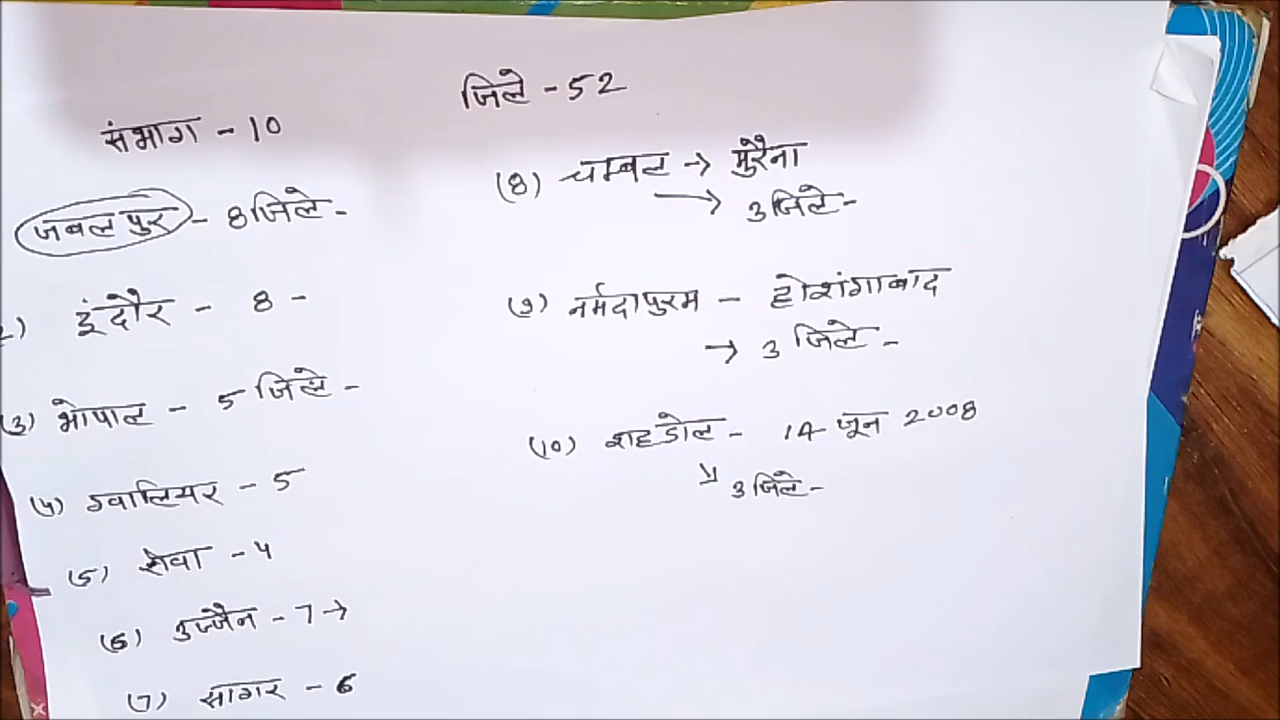 जिले - 52
संभाग - 10
जबलपुर - 8 जिले -
2) इंदौर - 8 -
(3) भोपाल - 5 जिले -
(4) ग्वालियर - 5
(5) रीवा - 4
(6) उज्जैन - 7 →
(7) सागर - 6
(8) चम्बल → मुरैना
→ 3 जिले -
(9) नर्मदापुरम - होशंगाबाद
→ 3 जिले -
(10) शहडोल - 14 जून 2008
↘ 3 जिले -